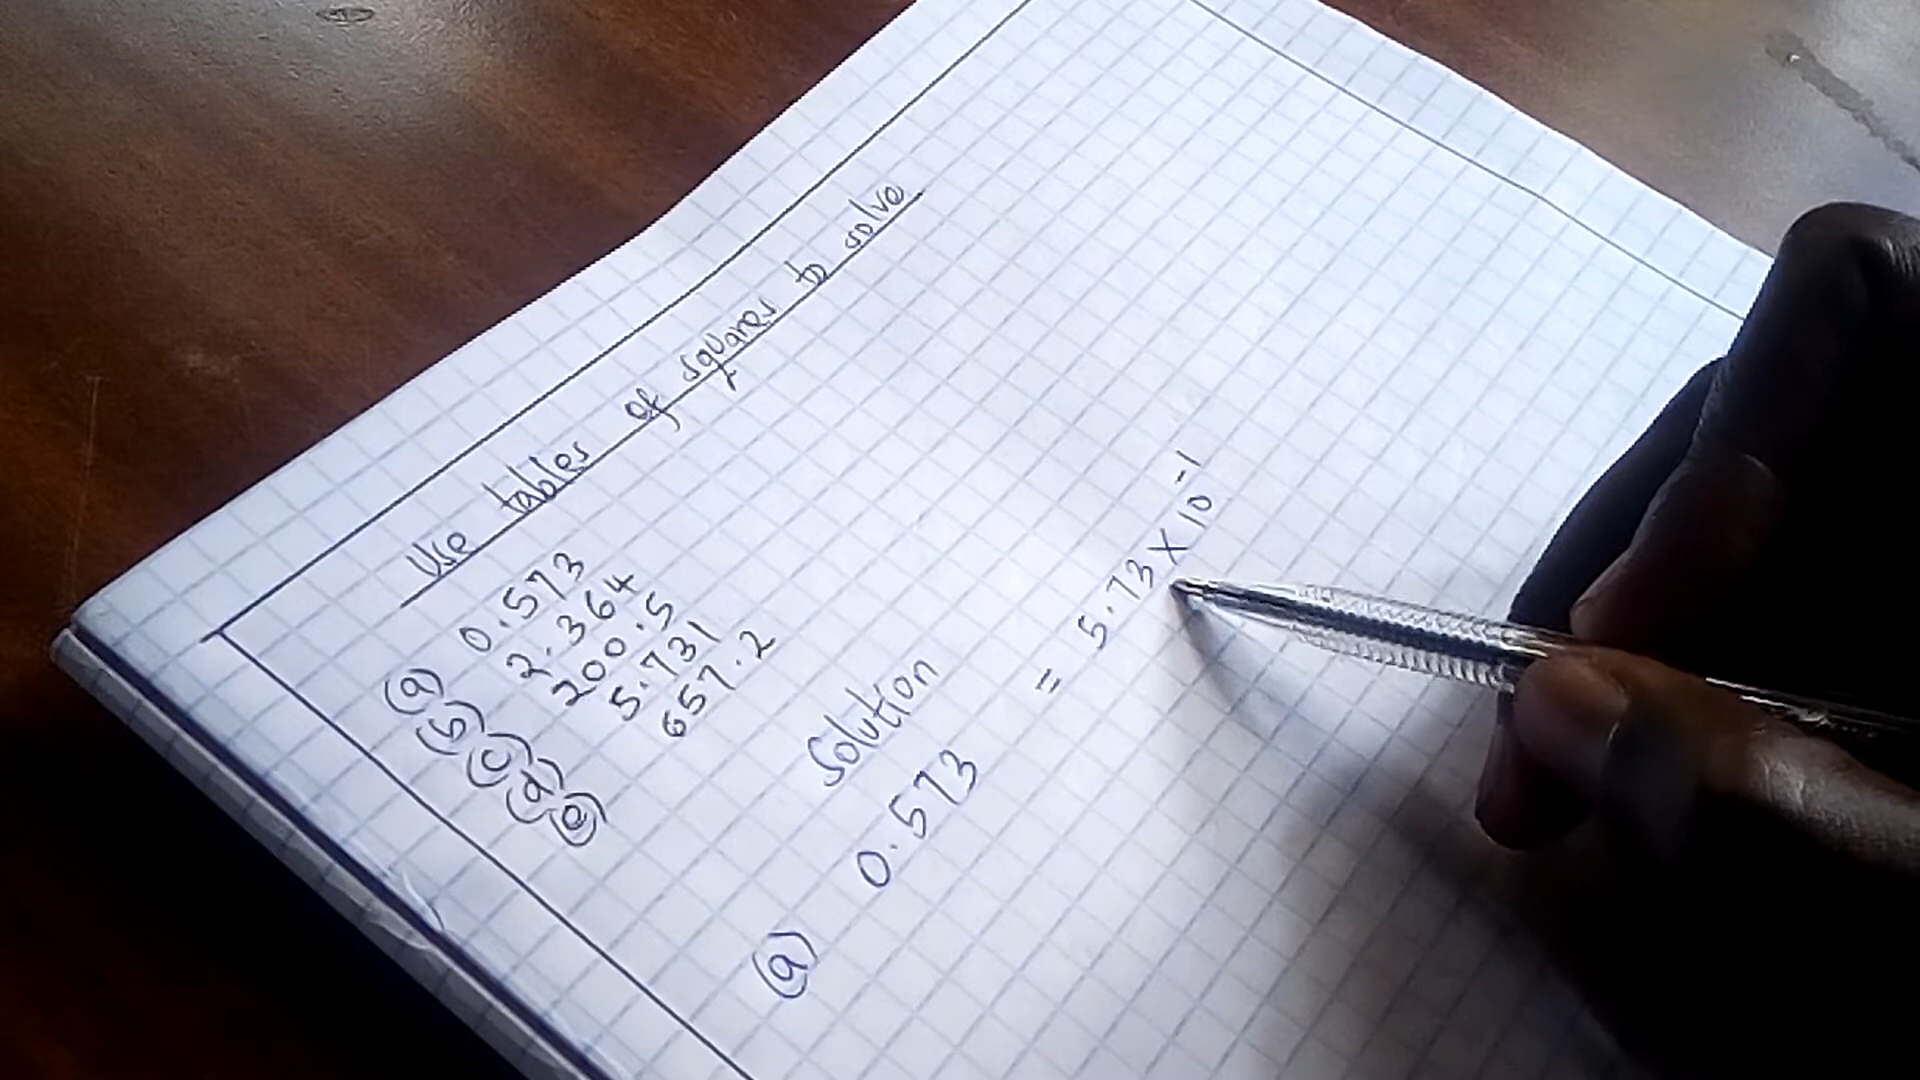 Use tables of squares to solve
(a) 0.573
(b) 2.364
(c) 200.5
(d) 5.731
(e) 657.2
Solution
(a) 0.573 = 5.73 × 10⁻¹